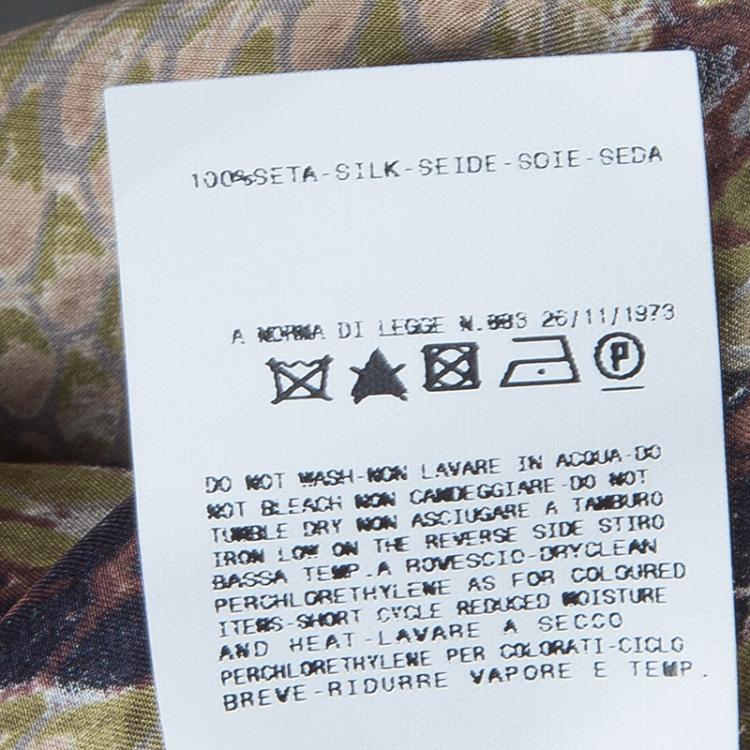 100%SETA-SILK-SEIDE-SOIE-SEDA
A NORMA DI LEGGE N.883 26/11/1973
P
DO NOT WASH-NON LAVARE IN ACQUA-DO
NOT BLEACH NON CANDEGGIARE-DO NOT
TUMBLE DRY NON ASCIUGARE A TAMBURO
IRON LOW ON THE REVERSE SIDE STIRO
BASSA TEMP.A ROVESCIO-DRYCLEAN
PERCHLORETHYLENE AS FOR COLOURED
ITEMS-SHORT CYCLE REDUCED MOISTURE
AND HEAT-LAVARE A SECCO
PERCHLORETHYLENE PER COLORATI-CICLO
BREVE-RIDURRE VAPORE E TEMP.